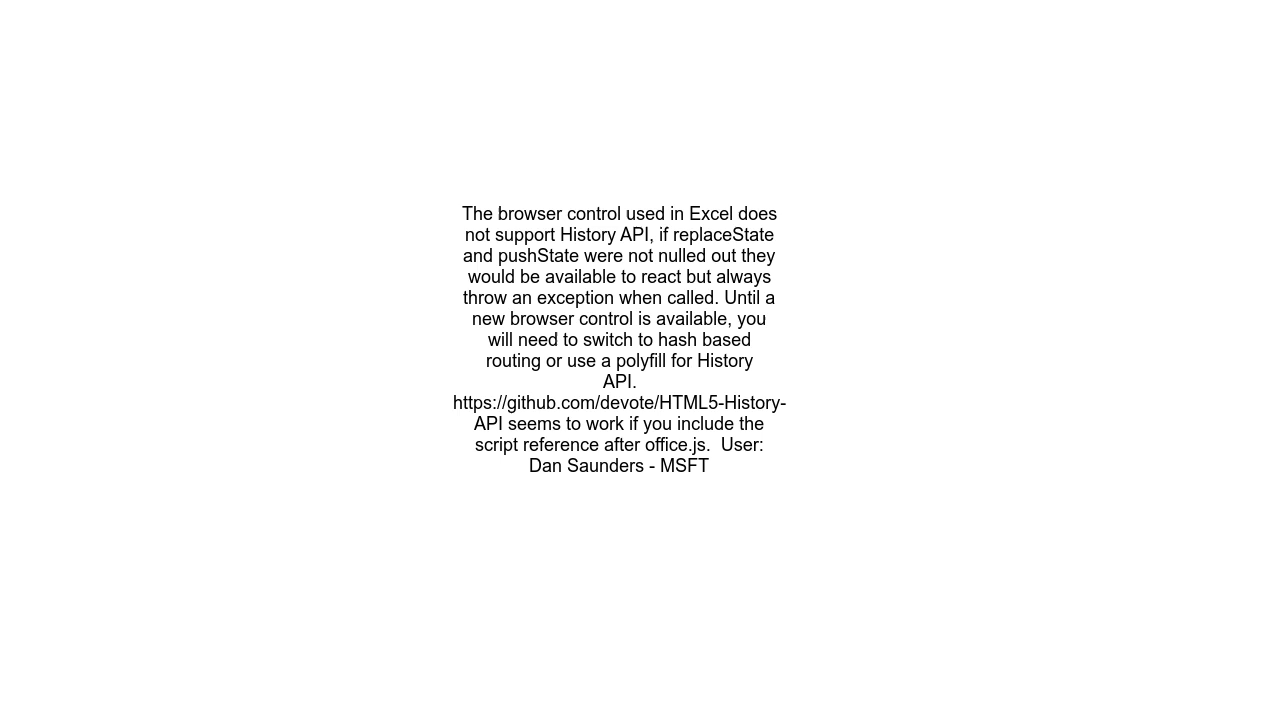 The browser control used in Excel does
not support History API, if replaceState
and pushState were not nulled out they
would be available to react but always
throw an exception when called. Until a
new browser control is available, you
will need to switch to hash based
routing or use a polyfill for History
API.
https://github.com/devote/HTML5-History-
API seems to work if you include the
script reference after office.js.  User:
Dan Saunders - MSFT